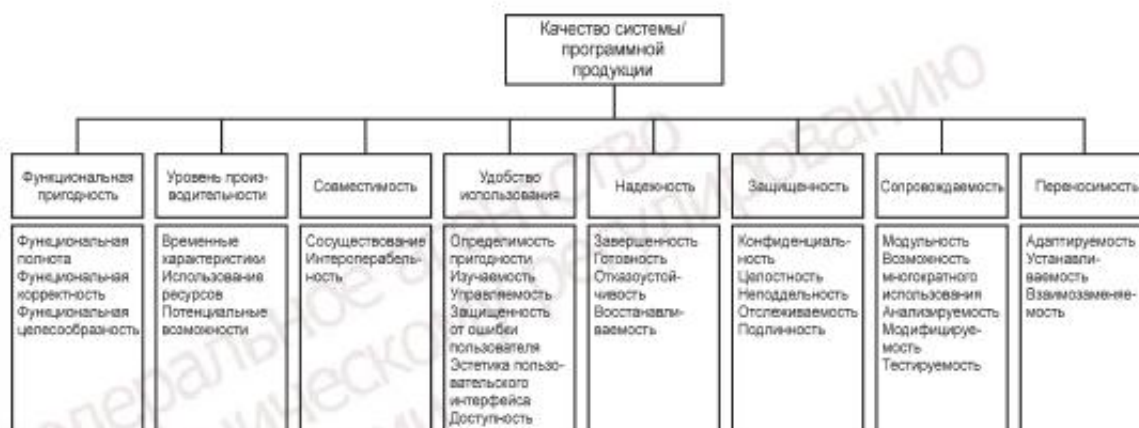 Качество системы/
программной
продукции
Функциональная
пригодность
Уровень произ-
водительности
Совместимость
Удобство
использования
Надежность
Защищенность
Сопровождаемость
Переносимость
Функциональная
полнота
Функциональная
корректность
Функциональная
целесообразность
Временные
характеристики
Использование
ресурсов
Потенциальные
возможности
Сосуществование
Интероперабель-
ность
Определимость
пригодности
Изучаемость
Управляемость
Защищенность
от ошибки
пользователя
Эстетика пользо-
вательского
интерфейса
Доступность
Завершенность
Готовность
Отказоустой-
чивость
Восстанавли-
ваемость
Конфиденциаль-
ность
Целостность
Неподдельность
Отслеживаемость
Подлинность
Модульность
Возможность
многократного
использования
Анализируемость
Модифицируе-
мость
Тестируемость
Адаптируемость
Устанавли-
ваемость
Взаимозаменяе-
мость
агентство
регулированию